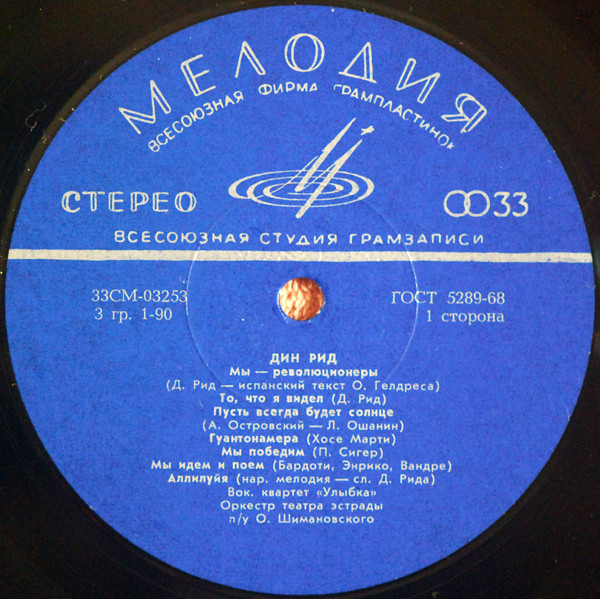 МЕЛОДИЯ
ВСЕСОЮЗНАЯ ФИРМА ГРАМПЛАСТИНОК
СТЕРЕО
33
ВСЕСОЮЗНАЯ СТУДИЯ ГРАМЗАПИСИ
33СМ-03253
ГОСТ 5289-68
3 гр. 1-90
1 сторона
ДИН РИД
Мы — революционеры
(Д. Рид — испанский текст О. Гелдреса)
То, что я видел (Д. Рид)
Пусть всегда будет солнце
(А. Островский — Л. Ошанин)
Гуантонамера (Хосе Марти)
Мы победим (П. Сигер)
Мы идем и поем (Бардоти, Энрико, Вандре)
Аллилуйя (нар. мелодия — сл. Д. Рида)
Вок. квартет «Улыбка»
Оркестр театра эстрады
п/у О. Шимановского